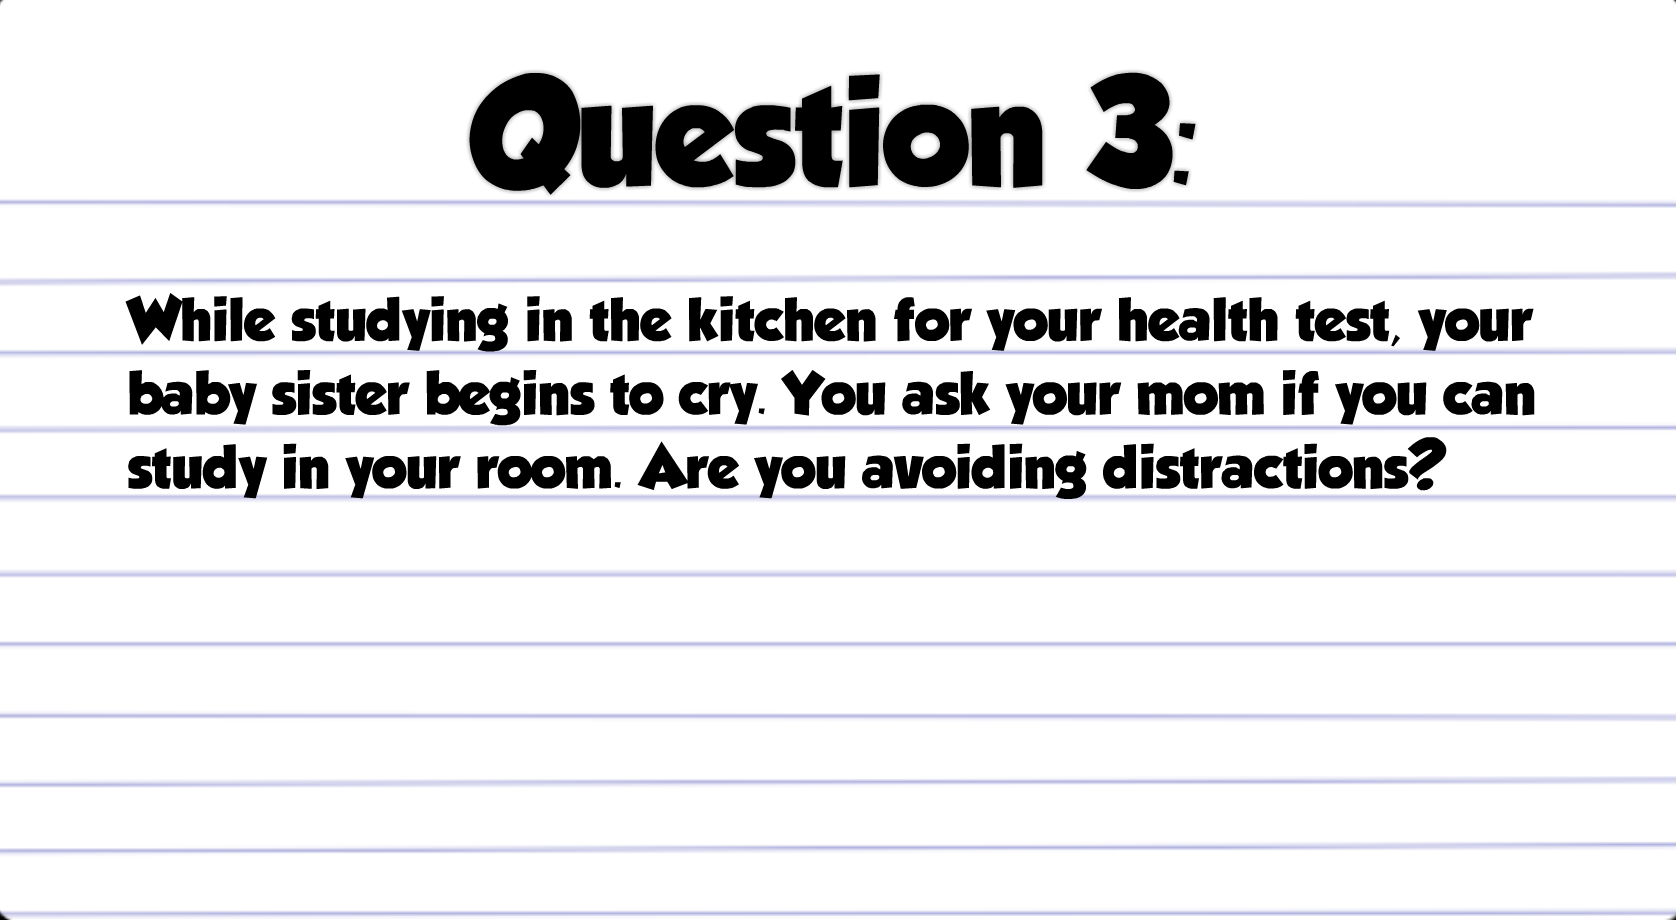 Question 3:
While studying in the kitchen for your health test, your
baby sister begins to cry. You ask your mom if you can
study in your room. Are you avoiding distractions?